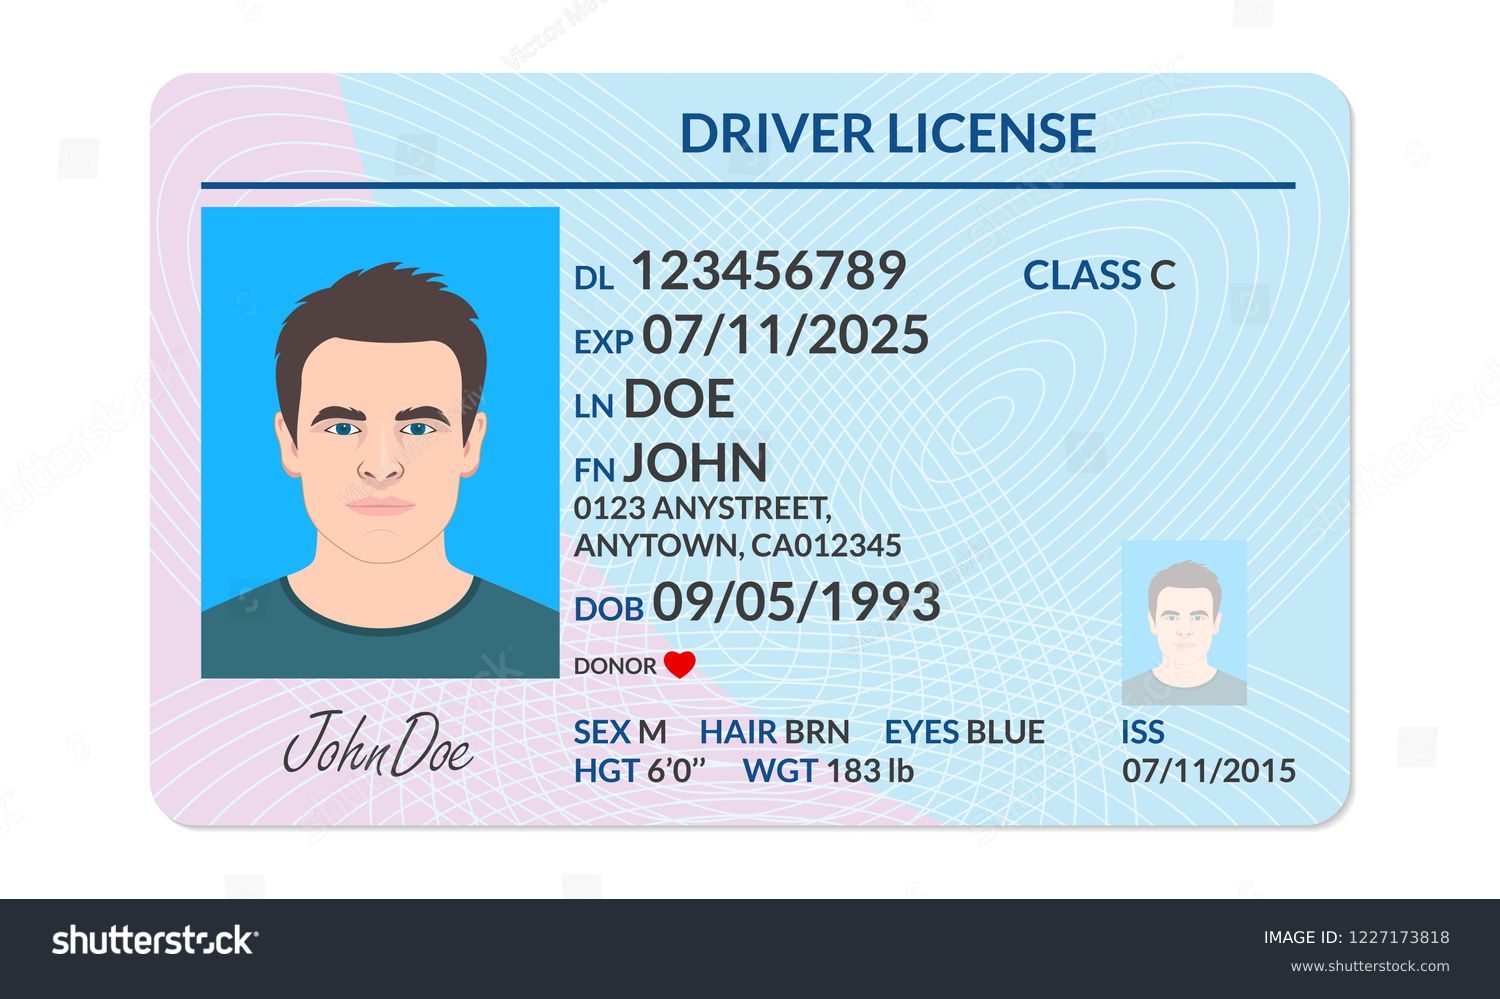 DRIVER LICENSE
DL 123456789 CLASS C
EXP 07/11/2025
LN DOE
FN JOHN
0123 ANYSTREET,
ANYTOWN, CA012345
DOB 09/05/1993
DONOR
John Doe
SEX M HAIR BRN EYES BLUE ISS
HGT 6’0’’ WGT 183 lb 07/11/2015
shutterstock
IMAGE ID: 1227173818
www.shutterstock.com